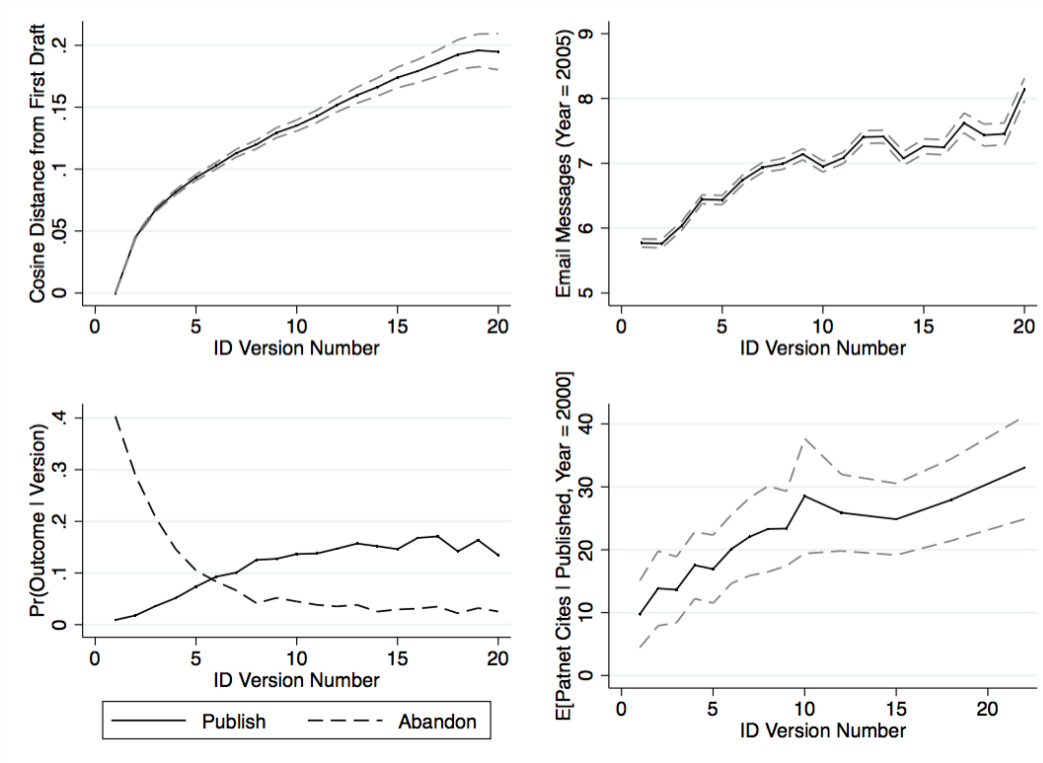 Cosine Distance from First Draft
.2
.15
.1
.05
0
0 5 10 15 20
ID Version Number
Email Messages (Year = 2005)
9
8
7
6
5
0 5 10 15 20
ID Version Number
Pr(Outcome I Version)
.4
.3
.2
.1
0
0 5 10 15 20
ID Version Number
Publish Abandon
E[Patnet Cites I Published, Year = 2000]
40
30
20
10
0
0 5 10 15 20
ID Version Number